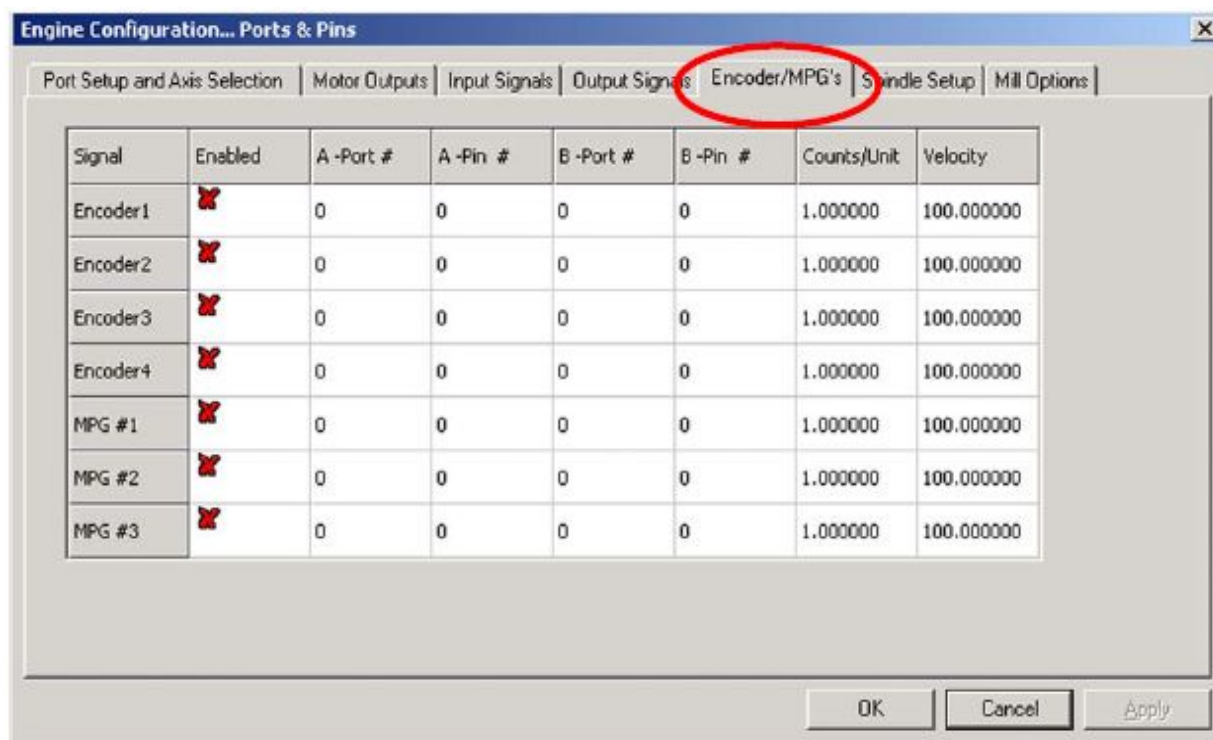 Engine Configuration... Ports & Pins
Port Setup and Axis Selection Motor Outputs Input Signals Output Signals Encoder/MPG's Spindle Setup Mill Options
Signal Enabled A -Port # A -Pin # B -Port # B -Pin # Counts/Unit Velocity
Encoder1 0 0 0 0 1.000000 100.000000
Encoder2 0 0 0 0 1.000000 100.000000
Encoder3 0 0 0 0 1.000000 100.000000
Encoder4 0 0 0 0 1.000000 100.000000
MPG #1 0 0 0 0 1.000000 100.000000
MPG #2 0 0 0 0 1.000000 100.000000
MPG #3 0 0 0 0 1.000000 100.000000
OK Cancel Apply